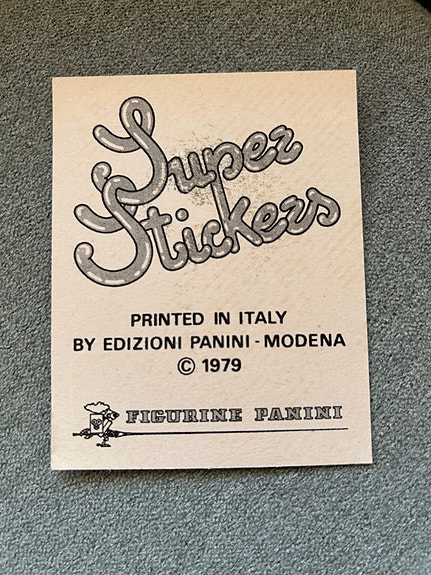 Super
Stickers
PRINTED IN ITALY
BY EDIZIONI PANINI - MODENA
© 1979
FIGURINE PANINI